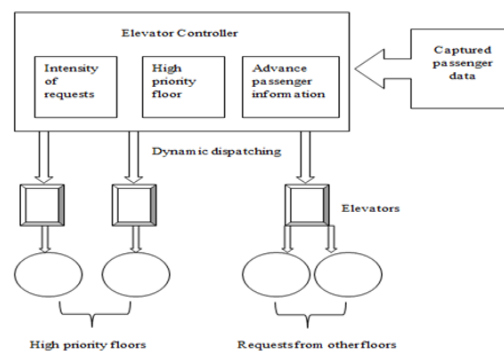 Elevator Controller
Intensity
of
requests
High
priority
floor
Advance
passenger
information
Captured
passenger
data
Dynamic dispatching
Elevators
High priority floors
Requests from other floors